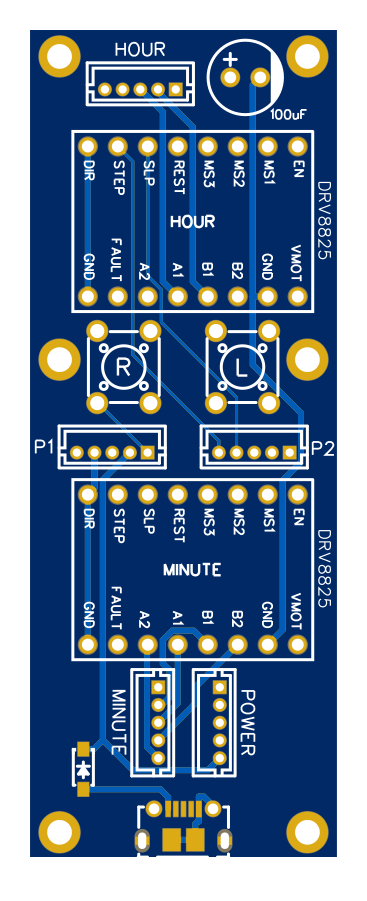 HOUR
+
100uF
DIR STEP SLP REST MS3 MS2 MS1 EN
HOUR
DRV8825
GND FAULT A2 A1 B1 B2 GND VMOT
R
L
P1
P2
DIR STEP SLP REST MS3 MS2 MS1 EN
MINUTE
DRV8825
GND FAULT A2 A1 B1 B2 GND VMOT
MINUTE
POWER